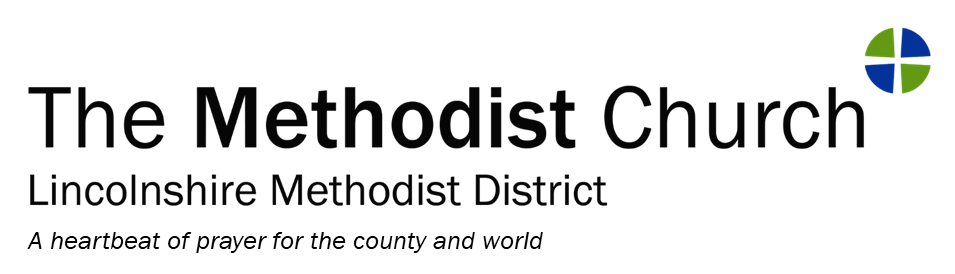 The Methodist Church
Lincolnshire Methodist District
A heartbeat of prayer for the county and world